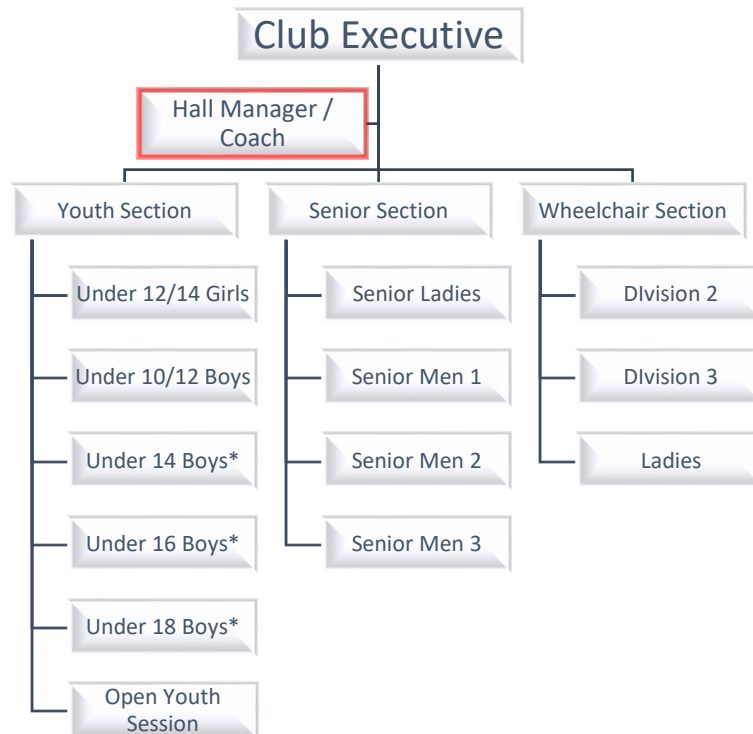 Club Executive
Hall Manager /
Coach
Youth Section
Senior Section
Wheelchair Section
Under 12/14 Girls
Under 10/12 Boys
Under 14 Boys*
Under 16 Boys*
Under 18 Boys*
Open Youth
Session
Senior Ladies
Senior Men 1
Senior Men 2
Senior Men 3
DIvision 2
DIvision 3
Ladies